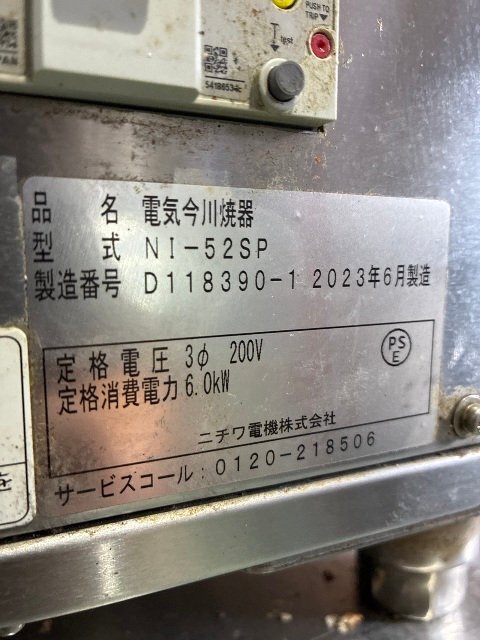 PUSH TO
TRIP
test
品名 電気今川焼器
型式 NI-52SP
製造番号 D118390-1 2023年6月製造
定格電圧 3φ 200V
定格消費電力 6.0kW
PS
E
ニチワ電機株式会社
サービスコール:0120-218506
を